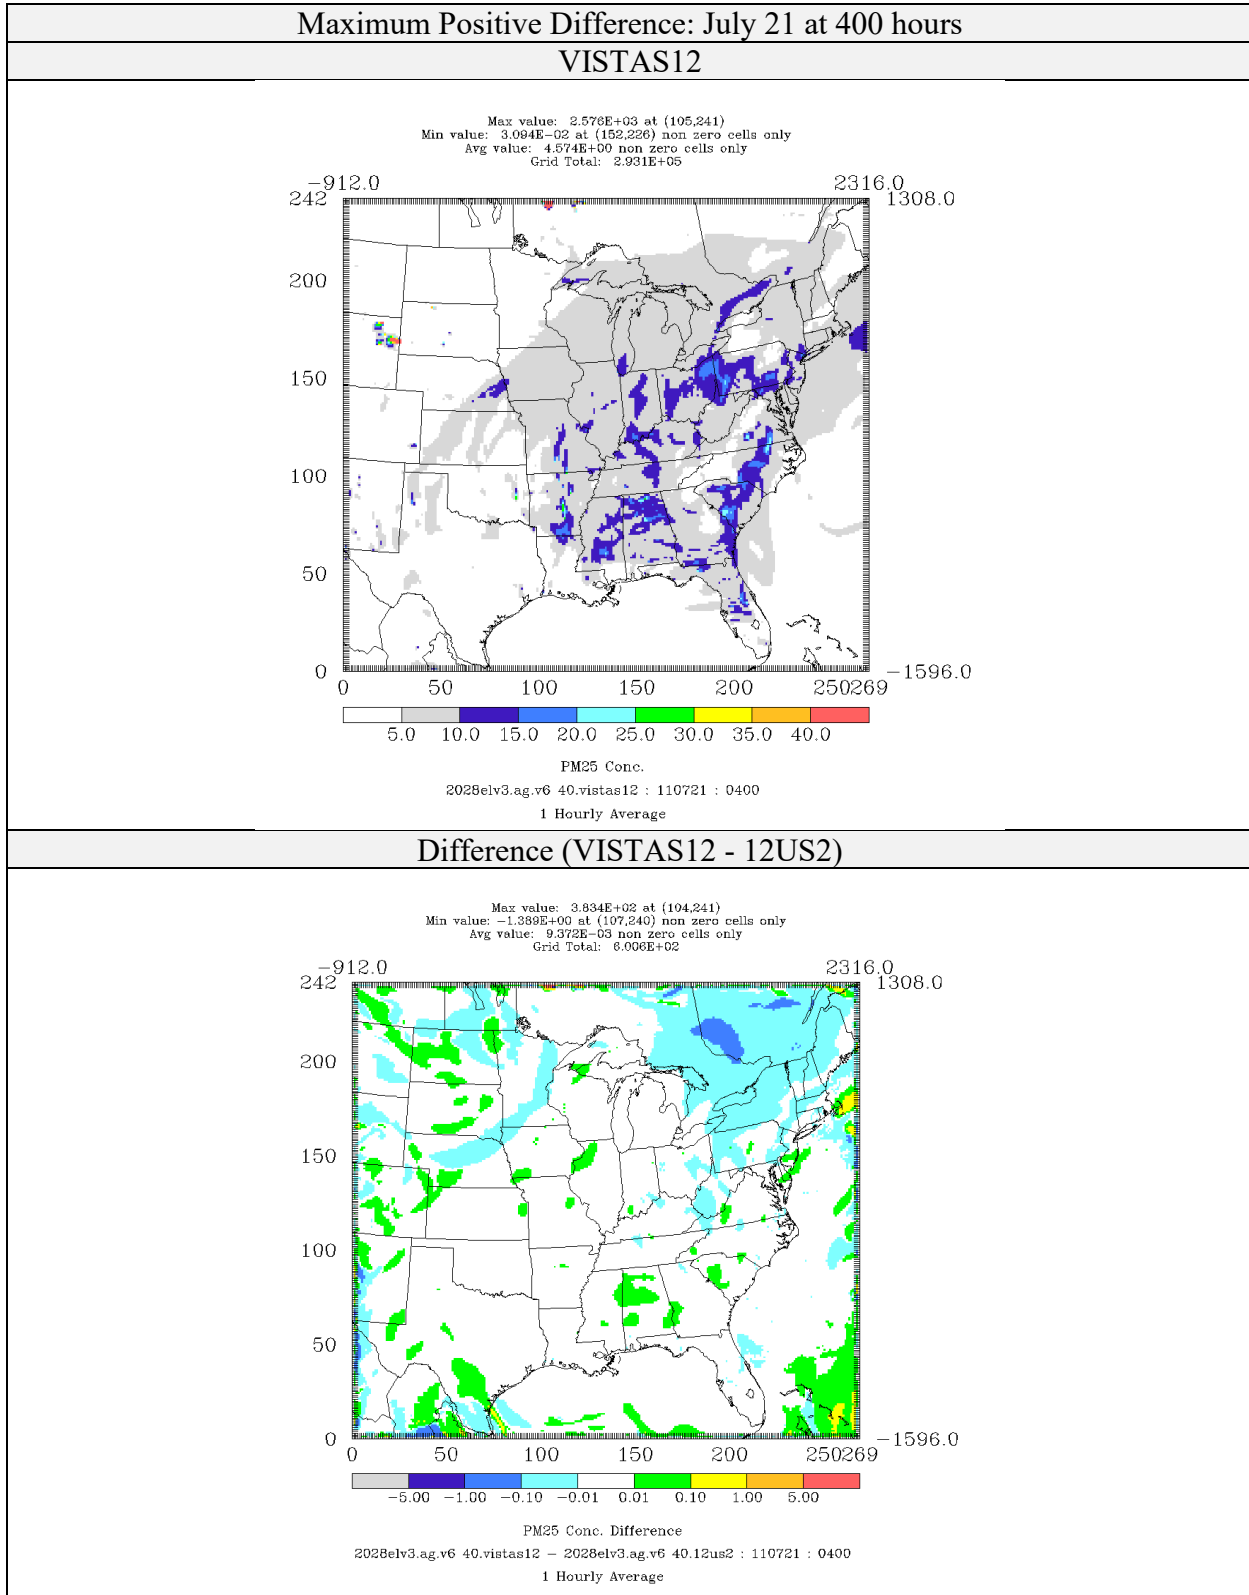 Maximum Positive Difference: July 21 at 400 hours
VISTAS12
Max value: 2.576E+03 at (105,241)
Min value: 3.094E-02 at (152,226) non zero cells only
Avg value: 4.574E+00 non zero cells only
Grid Total: 2.931E+05
-912.0 2316.0
242 1308.0
200
150
100
50
0 -1596.0
0 50 100 150 200 250269
5.0 10.0 15.0 20.0 25.0 30.0 35.0 40.0
PM25 Conc.
2028elv3.ag.v6 40.vistas12 : 110721 : 0400
1 Hourly Average
Difference (VISTAS12 - 12US2)
Max value: 3.834E+02 at (104,241)
Min value: -1.389E+00 at (107,240) non zero cells only
Avg value: 9.372E-03 non zero cells only
Grid Total: 6.006E+02
-912.0 2316.0
242 1308.0
200
150
100
50
0 -1596.0
0 50 100 150 200 250269
-5.00 -1.00 -0.10 -0.01 0.01 0.10 1.00 5.00
PM25 Conc. Difference
2028elv3.ag.v6 40.vistas12 - 2028elv3.ag.v6 40.12us2 : 110721 : 0400
1 Hourly Average